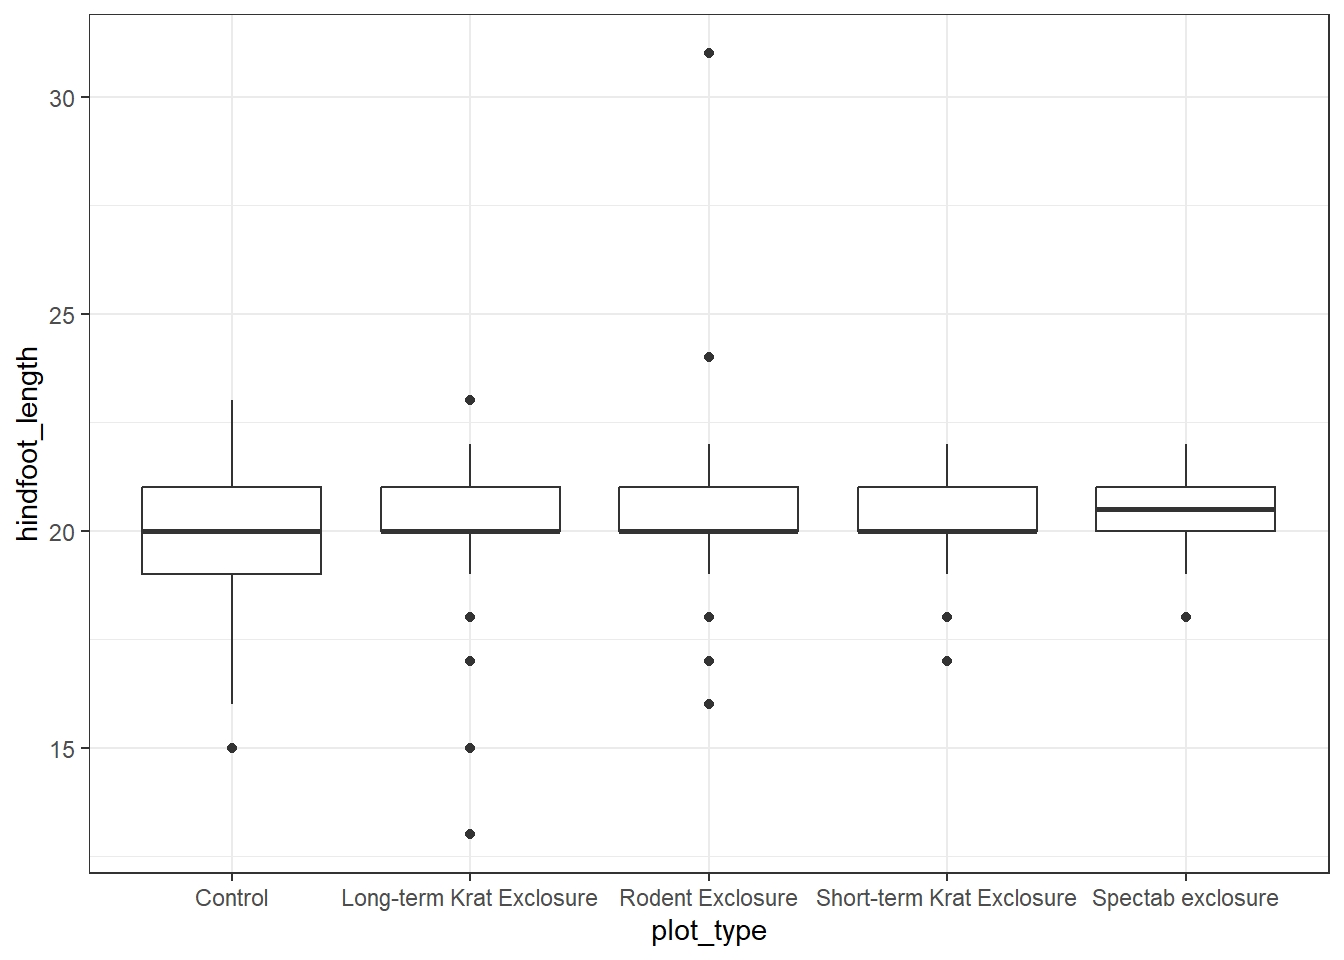 30
25
20
15
hindfoot_length
Control Long-term Krat Exclosure Rodent Exclosure Short-term Krat Exclosure Spectab exclosure
plot_type